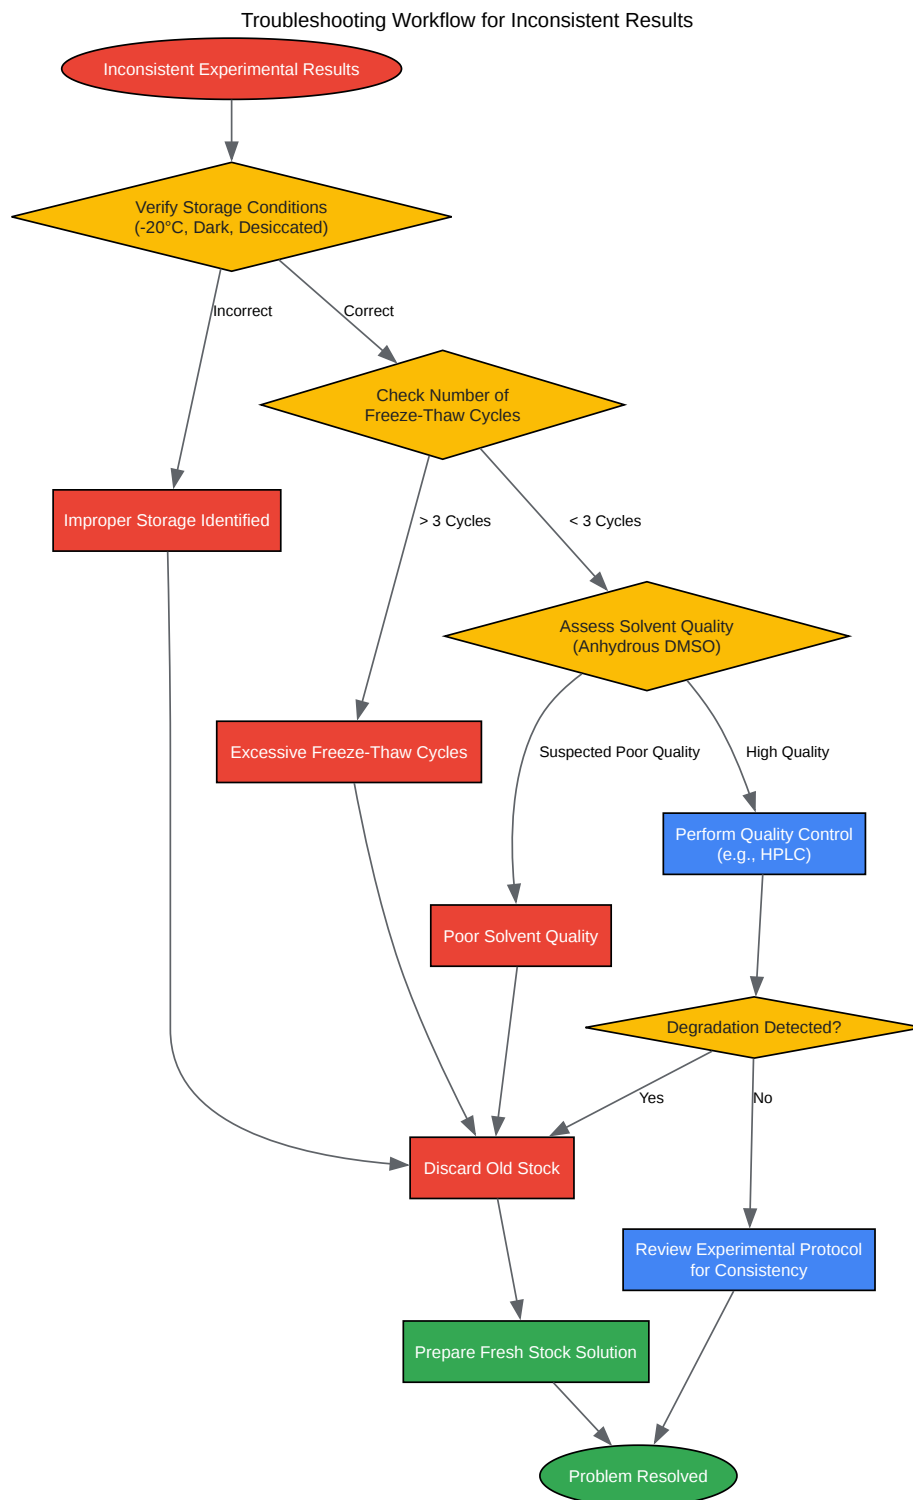 Troubleshooting Workflow for Inconsistent Results
Inconsistent Experimental Results
Verify Storage Conditions
(-20°C, Dark, Desiccated)
Incorrect
Correct
Check Number of
Freeze-Thaw Cycles
Improper Storage Identified
> 3 Cycles
< 3 Cycles
Assess Solvent Quality
(Anhydrous DMSO)
Excessive Freeze-Thaw Cycles
Suspected Poor Quality
High Quality
Perform Quality Control
(e.g., HPLC)
Poor Solvent Quality
Degradation Detected?
Yes
No
Discard Old Stock
Review Experimental Protocol
for Consistency
Prepare Fresh Stock Solution
Problem Resolved